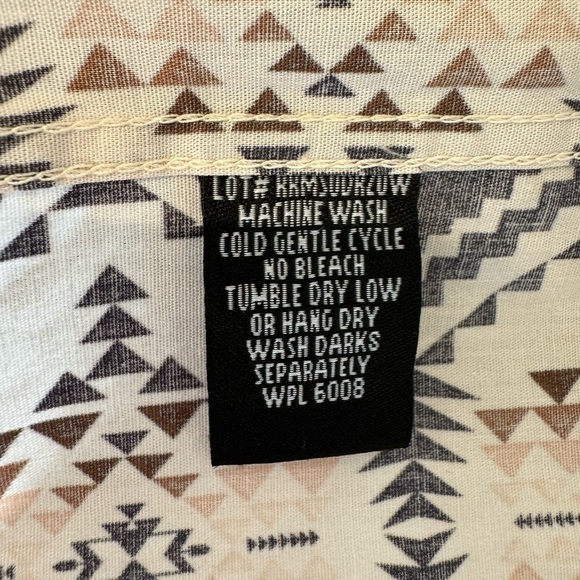 LOT#
MACHINE WASH
COLD GENTLE CYCLE
NO BLEACH
TUMBLE DRY LOW
OR HANG DRY
WASH DARKS
SEPARATELY
WPL 6008